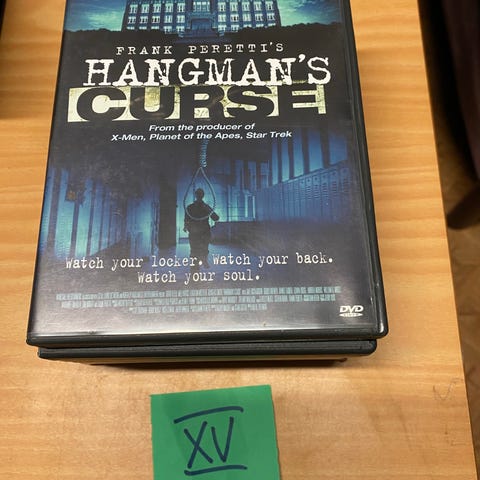 FRANK PERETTI'S
HANGMAN'S
CURSE
From the producer of
X-Men, Planet of the Apes, Star Trek
Watch your locker. Watch your back.
Watch your soul.
DVD
VIDEO
XV